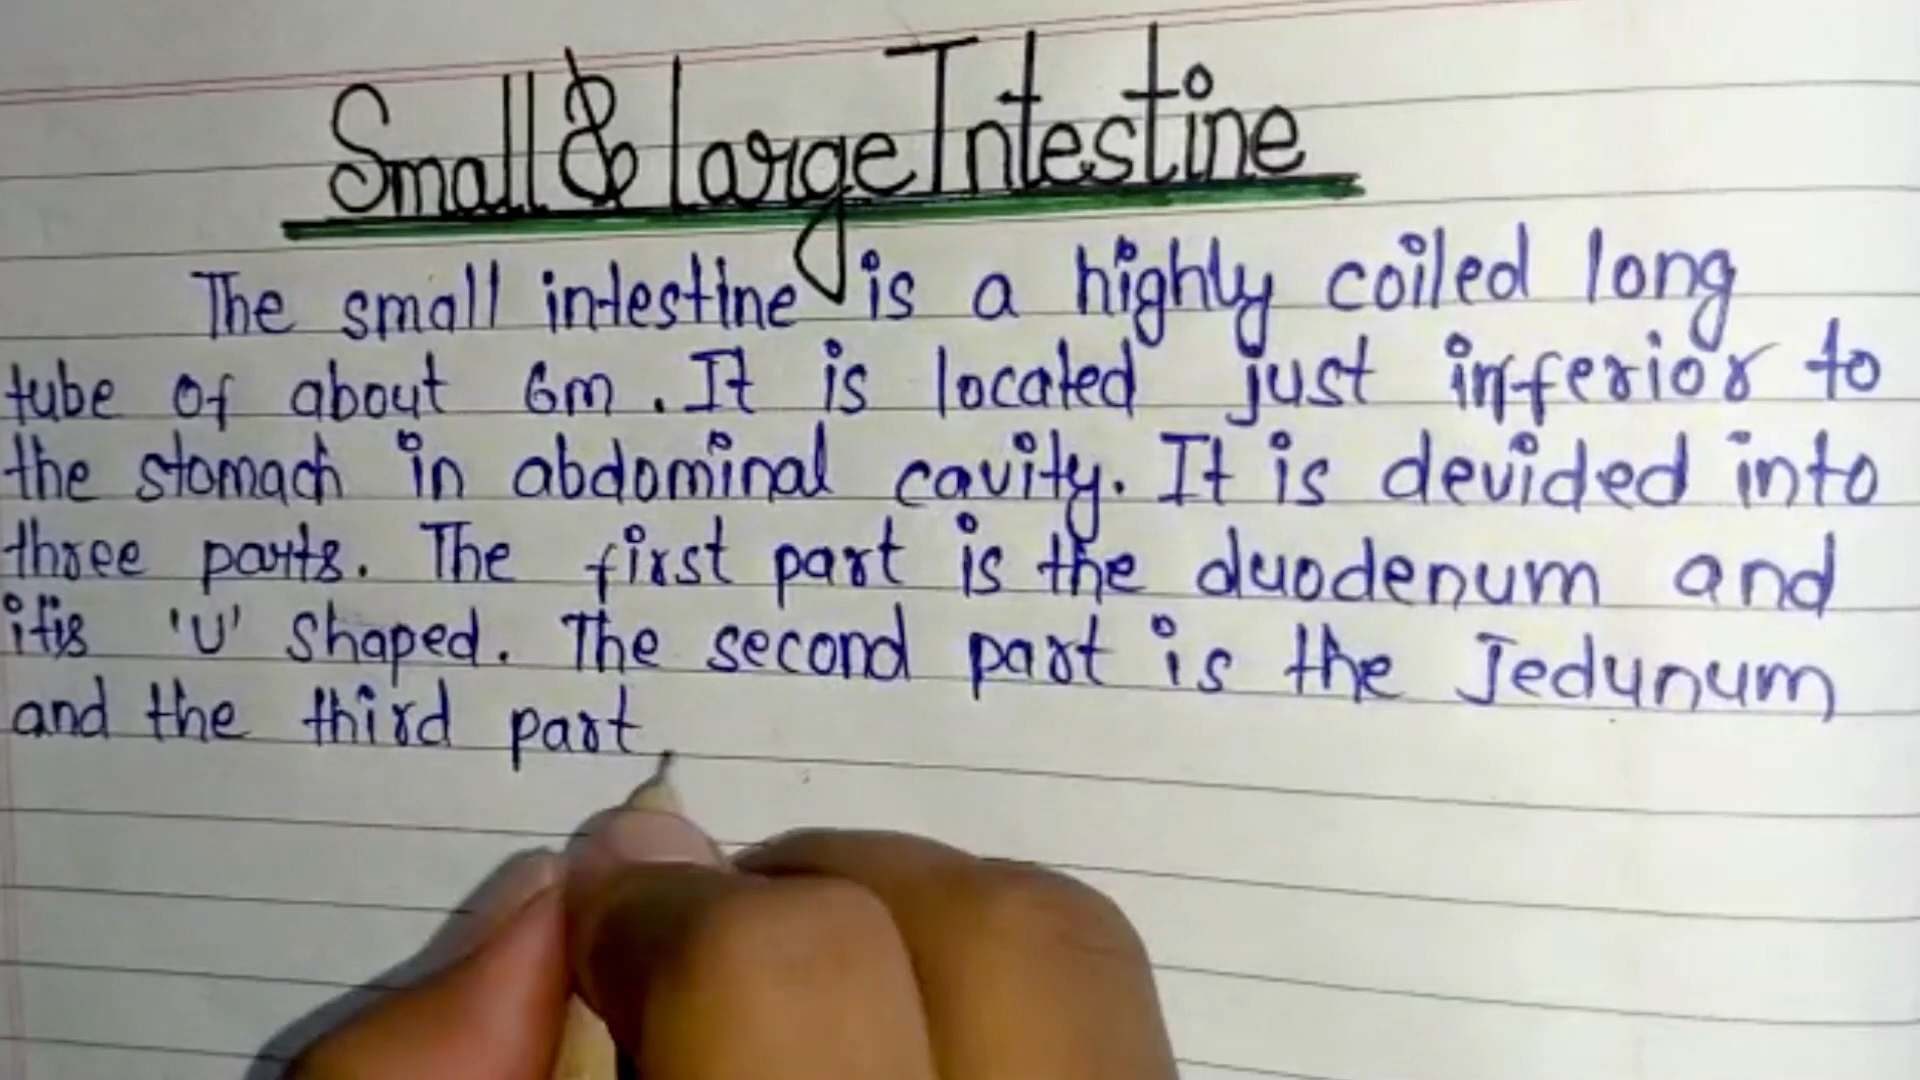 Small & large Intestine
The small intestine is a highly coiled long
tube of about 6m. It is located just inferior to
the stomach in abdominal cavity. It is devided into
three parts. The first part is the duodenum and
itis 'U' shaped. The second part is the Jedunum
and the third part